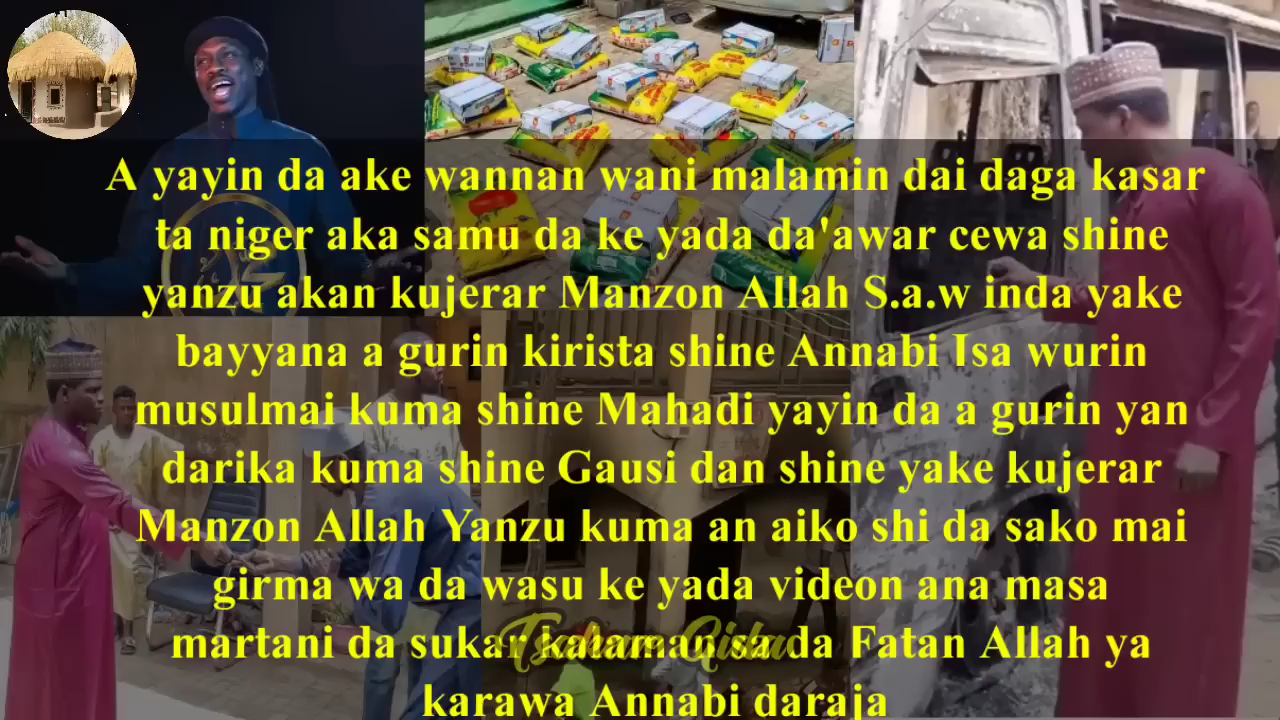 A yayin da ake wannan wani malamin dai daga kasar
ta niger aka samu da ke yada da'awar cewa shine
yanzu akan kujerar Manzon Allah S.a.w inda yake
bayyana a gurin kirista shine Annabi Isa wurin
musulmai kuma shine Mahadi yayin da a gurin yan
darika kuma shine Gausi dan shine yake kujerar
Manzon Allah Yanzu kuma an aiko shi da sako mai
girma wa da wasu ke yada videon ana masa
martani da sukar kalaman sa da Fatan Allah ya
karawa Annabi daraja